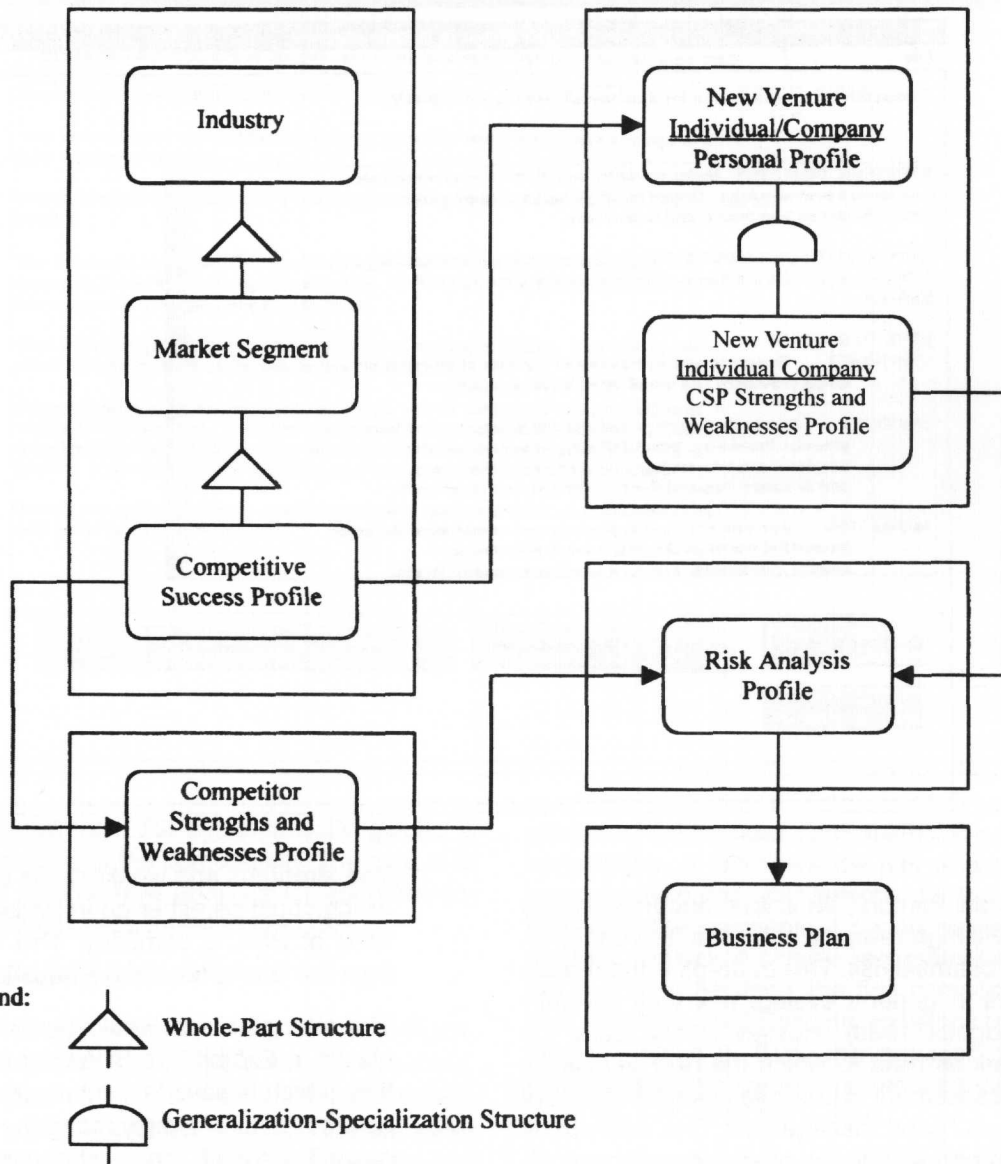 Industry
Market Segment
Competitive
Success Profile
Competitor
Strengths and
Weaknesses Profile
New Venture
Individual/Company
Personal Profile
New Venture
Individual Company
CSP Strengths and
Weaknesses Profile
Risk Analysis
Profile
Business Plan
nd:
Whole-Part Structure
Generalization-Specialization Structure